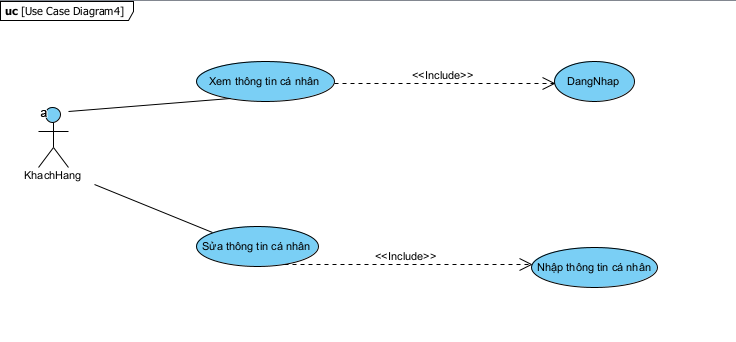 uc [Use Case Diagram4]
Xem thông tin cá nhân
<<Include>>
DangNhap
a
KhachHang
Sửa thông tin cá nhân
<<Include>>
Nhập thông tin cá nhân